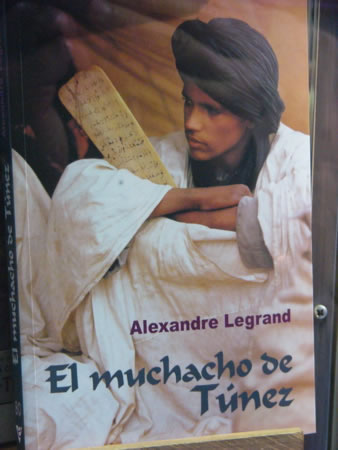 Alexandre Legrand
El muchacho de
Túnez
El muchacho de Túnez